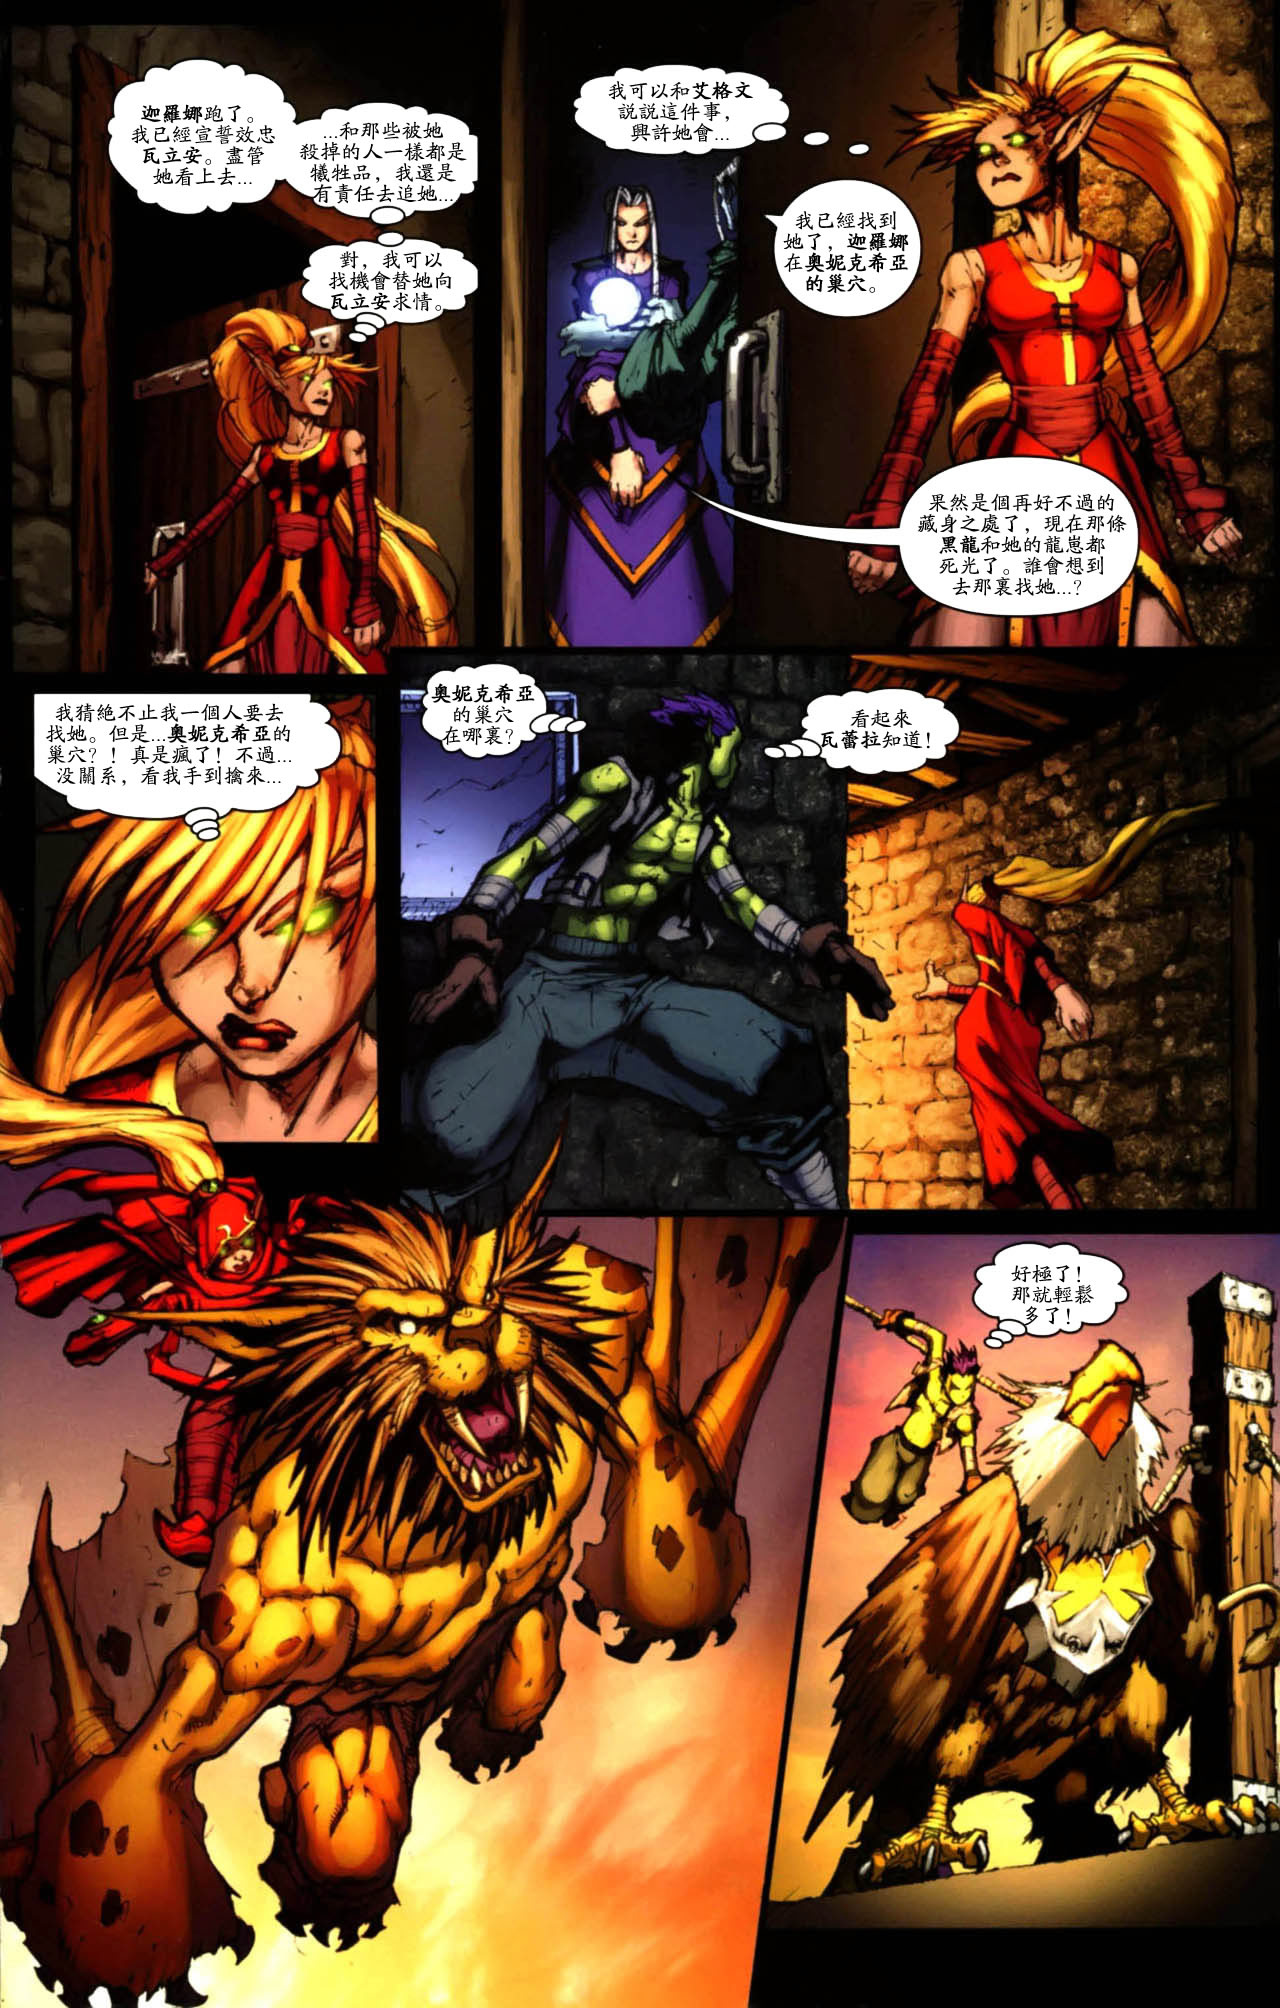 迦羅娜跑了。
我已經宣誓效忠
瓦立安。盡管
她看上去...
...和那些被她
殺掉的人一樣都是
犧牲品，我還是
有責任去追她...
對，我可以
找機會替她向
瓦立安求情。
我可以和艾格文
説説這件事，
興許她會...
我已經找到
她了，迦羅娜
在奧妮克希亞
的巢穴。
果然是個再好不過的
藏身之處了，現在那條
黑龍和她的龍崽都
死光了。誰會想到
去那裏找她...？
我猜絶不止我一個人要去
找她。但是...奧妮克希亞的
巢穴？！真是瘋了！不過...
没關系，看我手到擒來...
奧妮克希亞
的巢穴
在哪裏？
看起來
瓦蕾拉知道！
好極了！
那就輕鬆
多了！